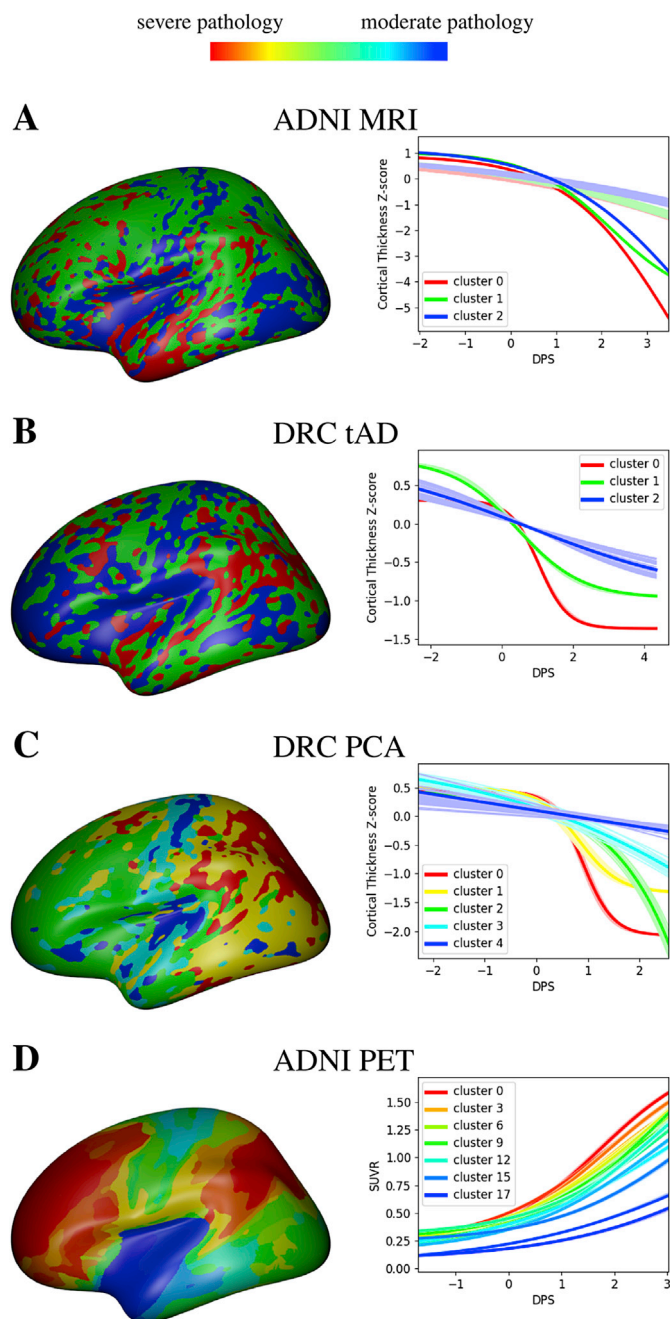 severe pathology moderate pathology
A ADNI MRI
Cortical Thickness Z-score
1
0
−1
−2
−3
−4
−5
cluster 0
cluster 1
cluster 2
−2 −1 0 1 2 3
DPS
B DRC tAD
Cortical Thickness Z-score
0.5
0.0
−0.5
−1.0
−1.5
cluster 0
cluster 1
cluster 2
−2 0 2 4
DPS
C DRC PCA
Cortical Thickness Z-score
0.5
0.0
−0.5
−1.0
−1.5
−2.0
cluster 0
cluster 1
cluster 2
cluster 3
cluster 4
−2 −1 0 1 2
DPS
D ADNI PET
SUVR
1.50
1.25
1.00
0.75
0.50
0.25
0.00
cluster 0
cluster 3
cluster 6
cluster 9
cluster 12
cluster 15
cluster 17
−1 0 1 2 3
DPS